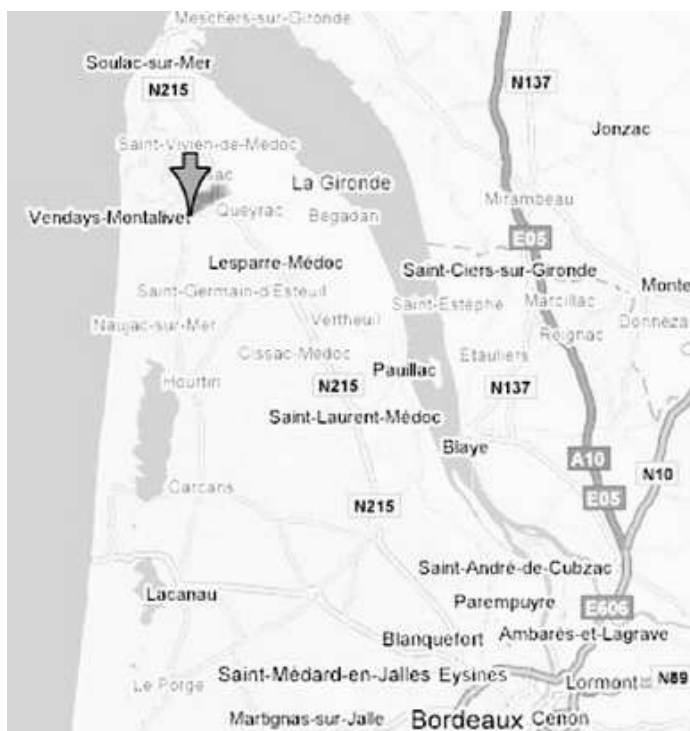 Meschers-sur-Gironde
Soulac-sur-Mer
N215
N137
Jonzac
Saint-Vivien-de-Médoc
La Gironde
Mirambeau
Vendays-Montalivet
Queyrac
Bégadan
E05
Lesparre-Médoc
Saint-Ciers-sur-Gironde
Monte
Saint-Germain-d'Esteuil
Saint-Estèphe
Marcillac
Donneza
Naujac-sur-Mer
Vertheuil
Reignac
Cissac-Médoc
Étauliers
Pauillac
Hourtin
N215
N137
Saint-Laurent-Médoc
Blaye
A10
N10
Carcans
E05
N215
Saint-André-de-Cubzac
Lacanau
Parempuyre
E606
Blanquefort
Ambarès-et-Lagrave
Saint-Médard-en-Jalles
Eysines
Le Porge
Lormont
N89
Martignas-sur-Jalle
Bordeaux
Cenon